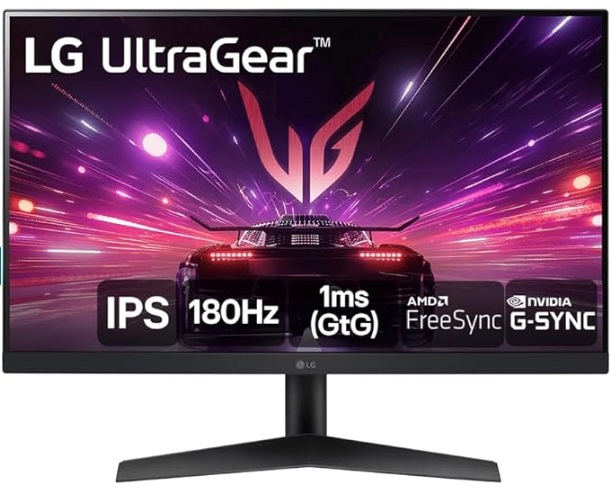 LG UltraGear™
IPS
180Hz
1ms
(GtG)
AMD
FreeSync
NVIDIA
G-SYNC
LG